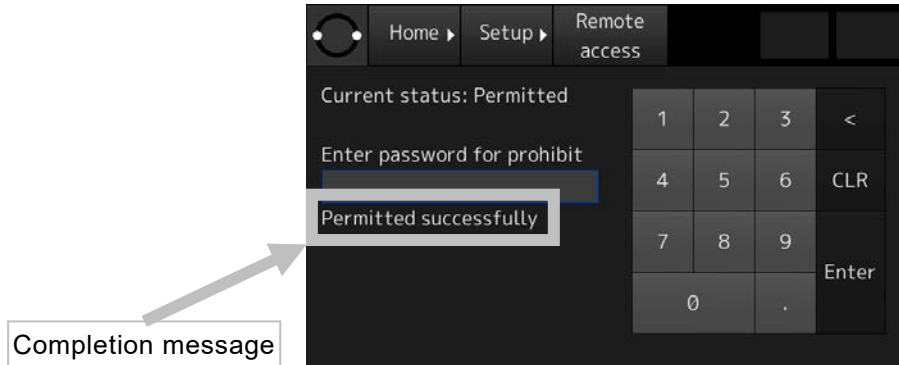 Home
Setup
Remote
access
Current status: Permitted
Enter password for prohibit
Permitted successfully
1 2 3 <
4 5 6 CLR
7 8 9
Enter
0 .
Completion message